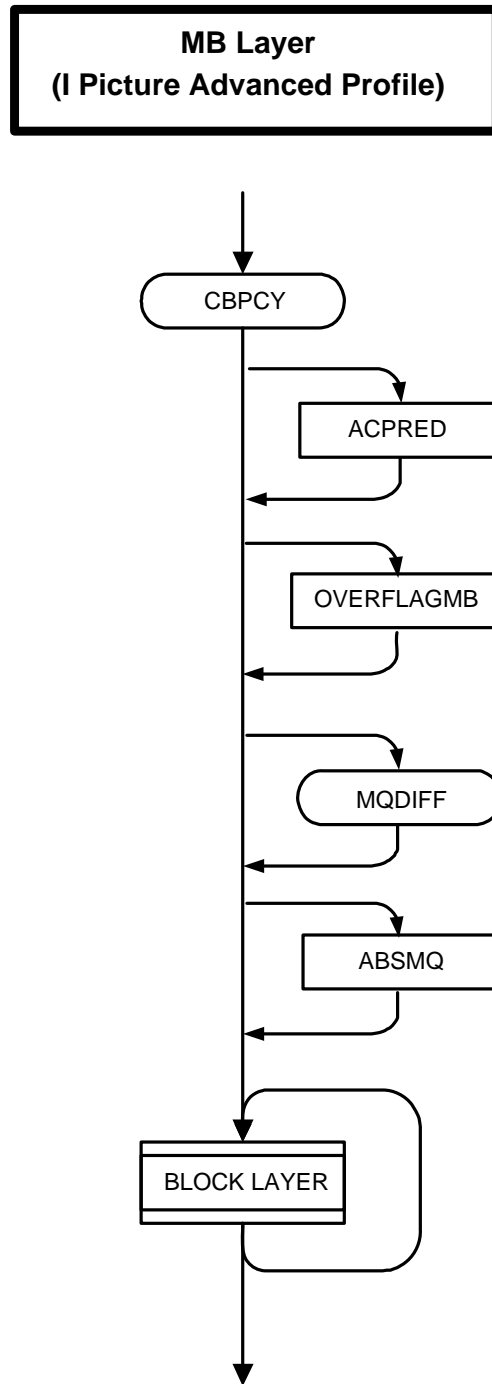 MB Layer
(I Picture Advanced Profile)
CBPCY
ACPRED
OVERFLAGMB
MQDIFF
ABSMQ
BLOCK LAYER